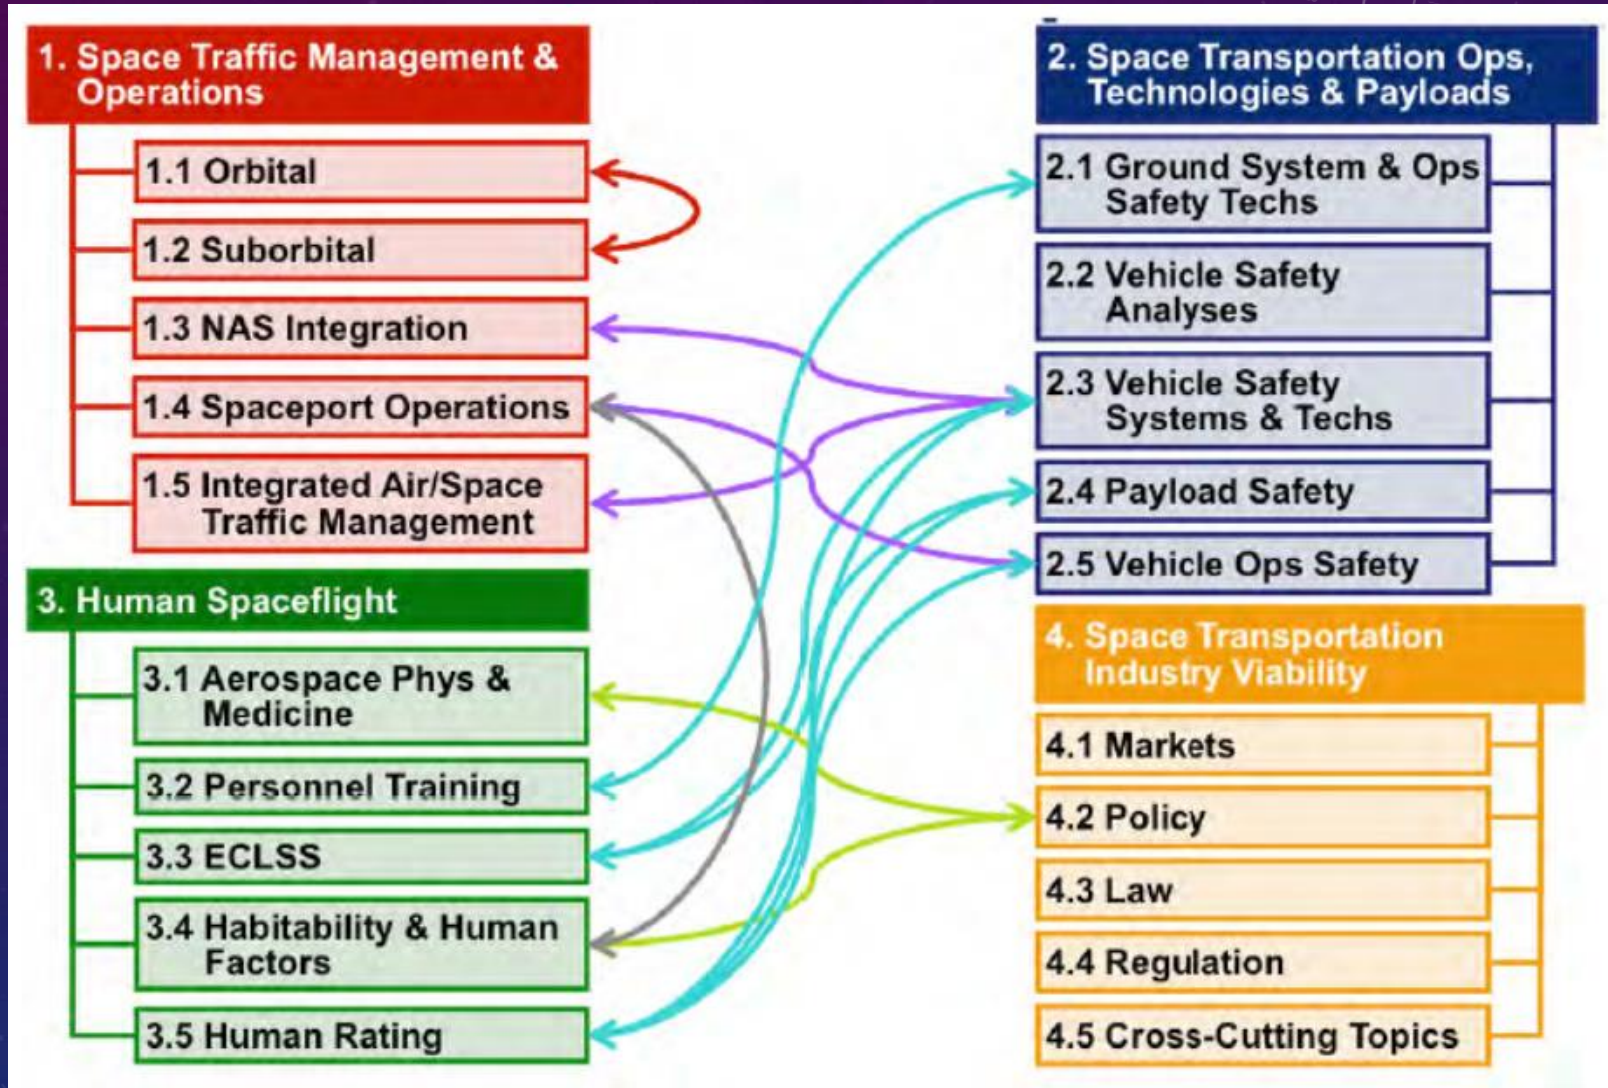 1. Space Traffic Management &
Operations
1.1 Orbital
1.2 Suborbital
1.3 NAS Integration
1.4 Spaceport Operations
1.5 Integrated Air/Space
Traffic Management
3. Human Spaceflight
3.1 Aerospace Phys &
Medicine
3.2 Personnel Training
3.3 ECLSS
3.4 Habitability & Human
Factors
3.5 Human Rating
2. Space Transportation Ops,
Technologies & Payloads
2.1 Ground System & Ops
Safety Techs
2.2 Vehicle Safety
Analyses
2.3 Vehicle Safety
Systems & Techs
2.4 Payload Safety
2.5 Vehicle Ops Safety
4. Space Transportation
Industry Viability
4.1 Markets
4.2 Policy
4.3 Law
4.4 Regulation
4.5 Cross-Cutting Topics